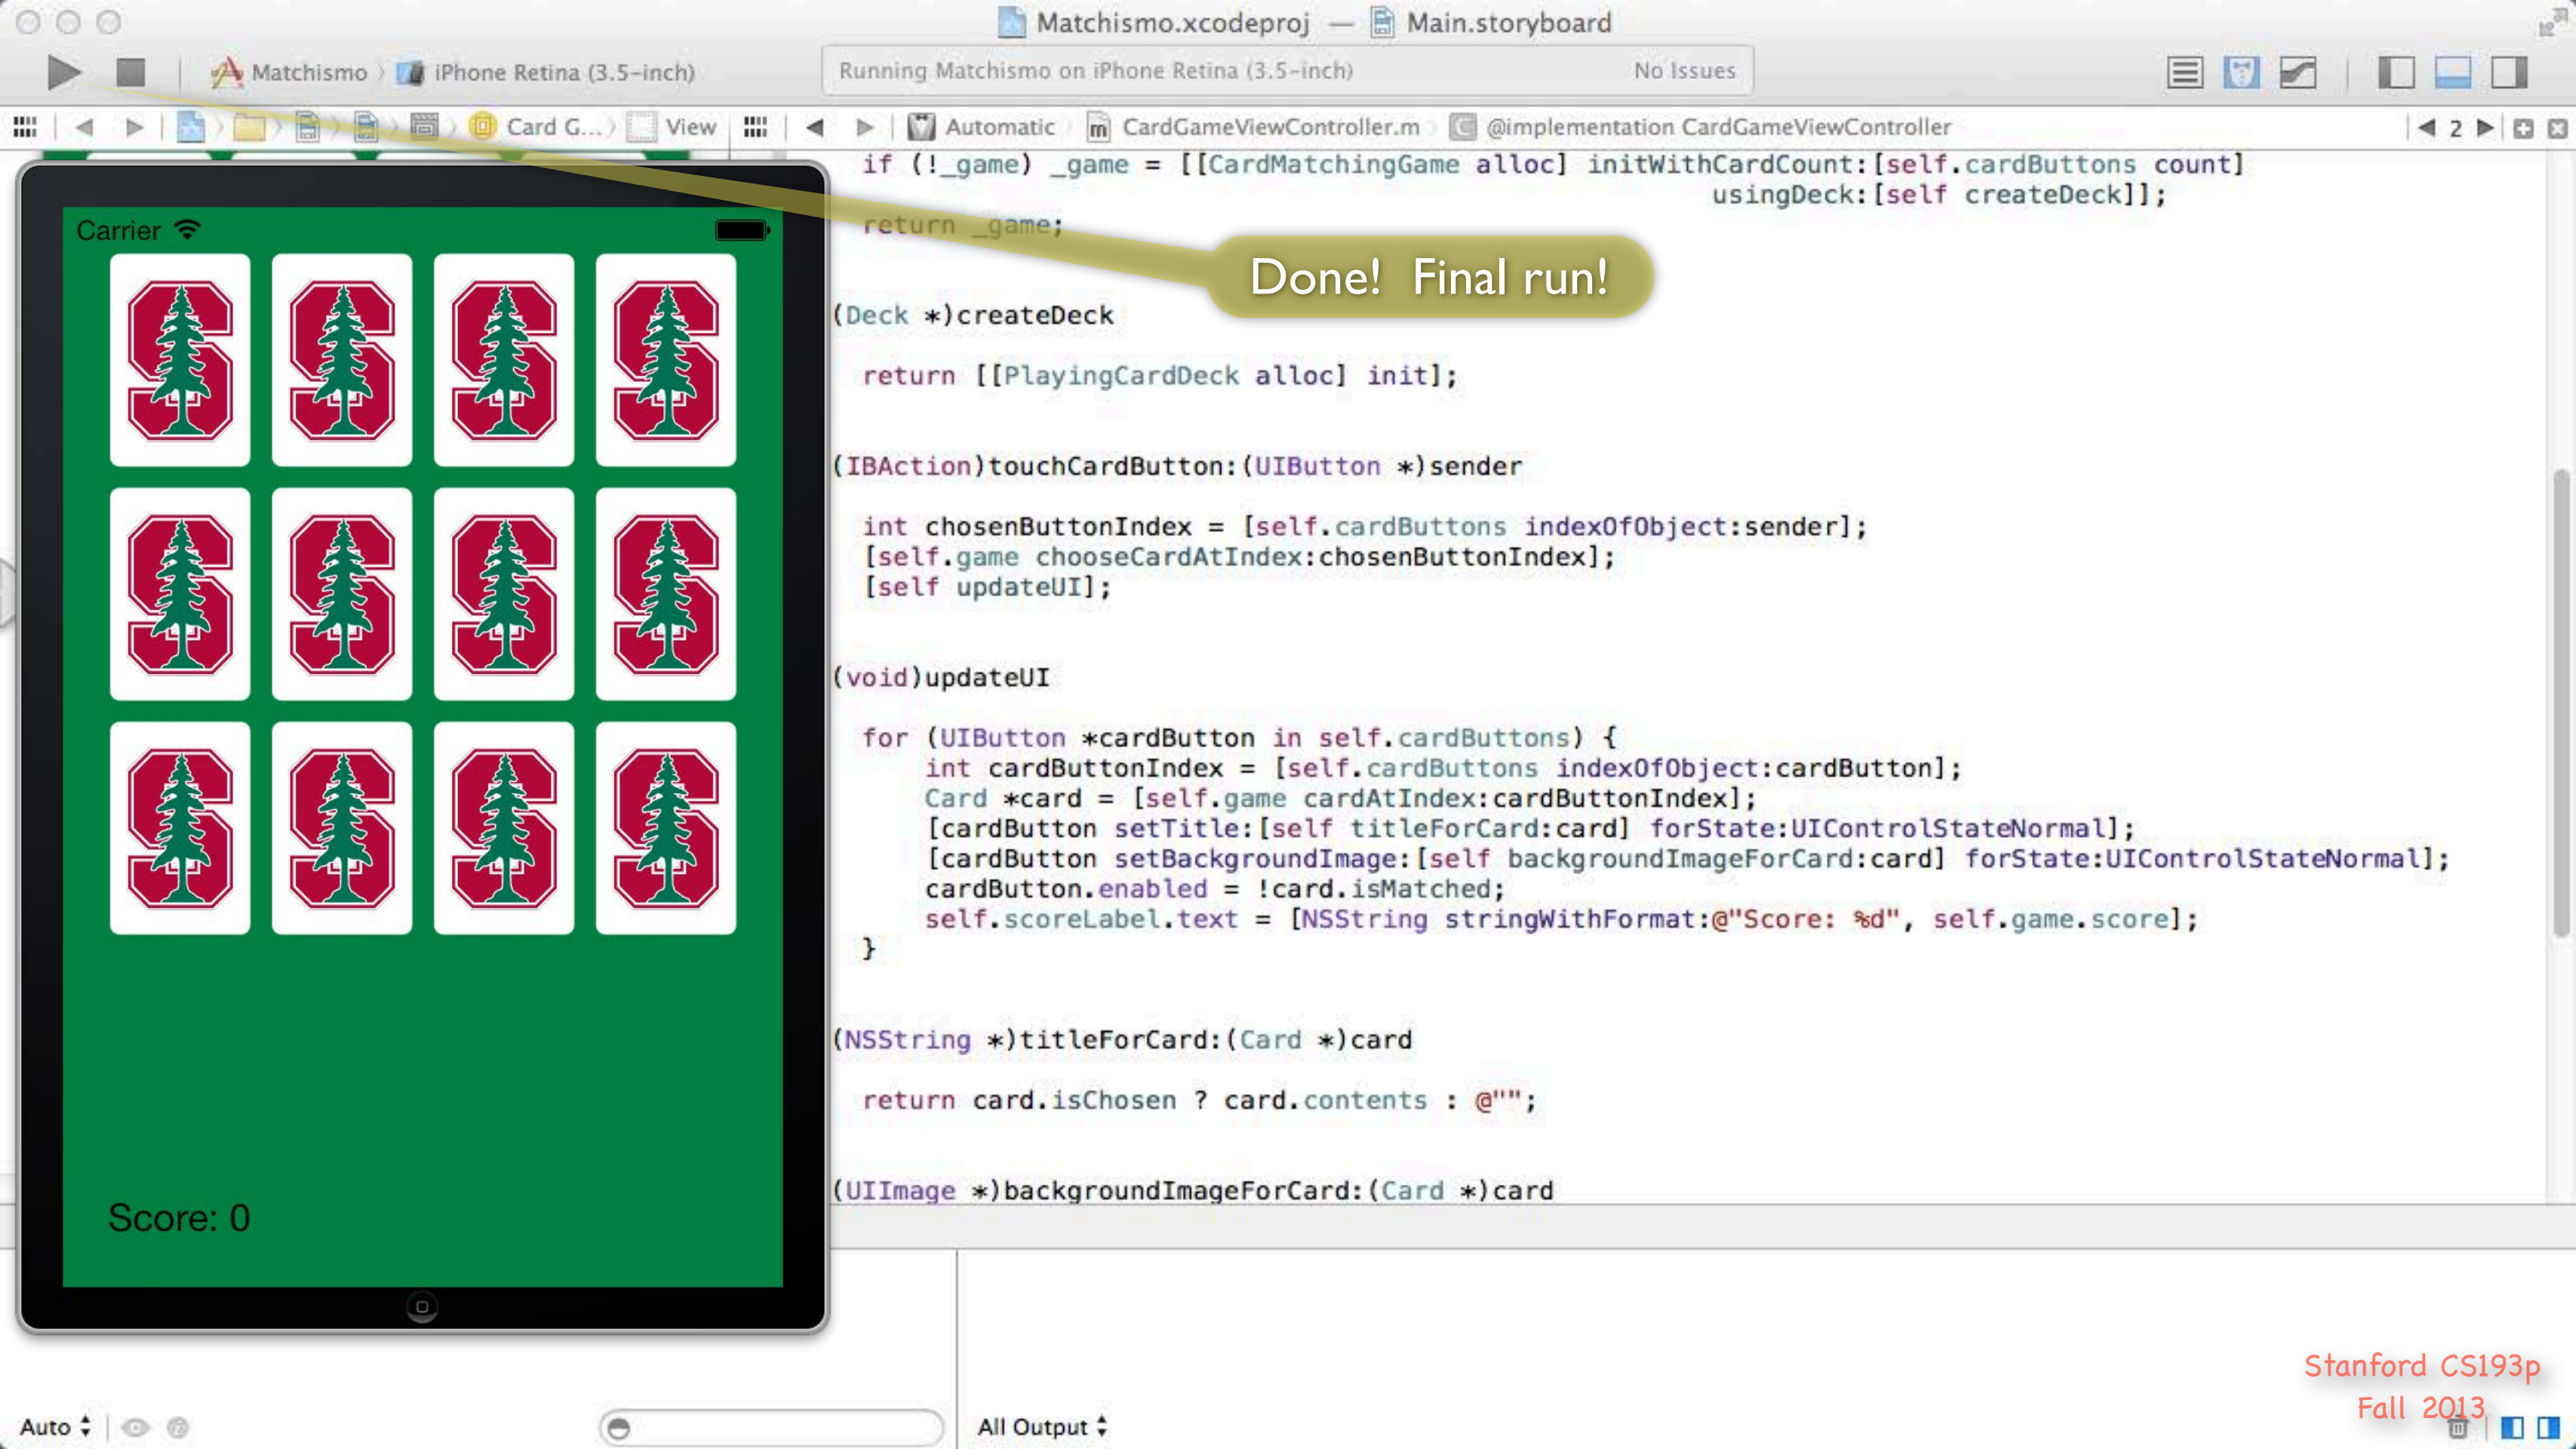 Matchismo.xcodeproj — Main.storyboard
Matchismo iPhone Retina (3.5-inch)
Running Matchismo on iPhone Retina (3.5-inch) No Issues
Card G... View
Automatic CardGameViewController.m @implementation CardGameViewController 2
if (!_game) _game = [[CardMatchingGame alloc] initWithCardCount:[self.cardButtons count]
usingDeck:[self createDeck]];
return _game;
Done! Final run!
(Deck *)createDeck
return [[PlayingCardDeck alloc] init];
(IBAction)touchCardButton:(UIButton *)sender
int chosenButtonIndex = [self.cardButtons indexOfObject:sender];
[self.game chooseCardAtIndex:chosenButtonIndex];
[self updateUI];
(void)updateUI
for (UIButton *cardButton in self.cardButtons) {
int cardButtonIndex = [self.cardButtons indexOfObject:cardButton];
Card *card = [self.game cardAtIndex:cardButtonIndex];
[cardButton setTitle:[self titleForCard:card] forState:UIControlStateNormal];
[cardButton setBackgroundImage:[self backgroundImageForCard:card] forState:UIControlStateNormal];
cardButton.enabled = !card.isMatched;
self.scoreLabel.text = [NSString stringWithFormat:@"Score: %d", self.game.score];
}
(NSString *)titleForCard:(Card *)card
return card.isChosen ? card.contents : @"";
(UIImage *)backgroundImageForCard:(Card *)card
Carrier
S S S S
S S S S
S S S S
Score: 0
Auto
All Output
Stanford CS193p
Fall 2013